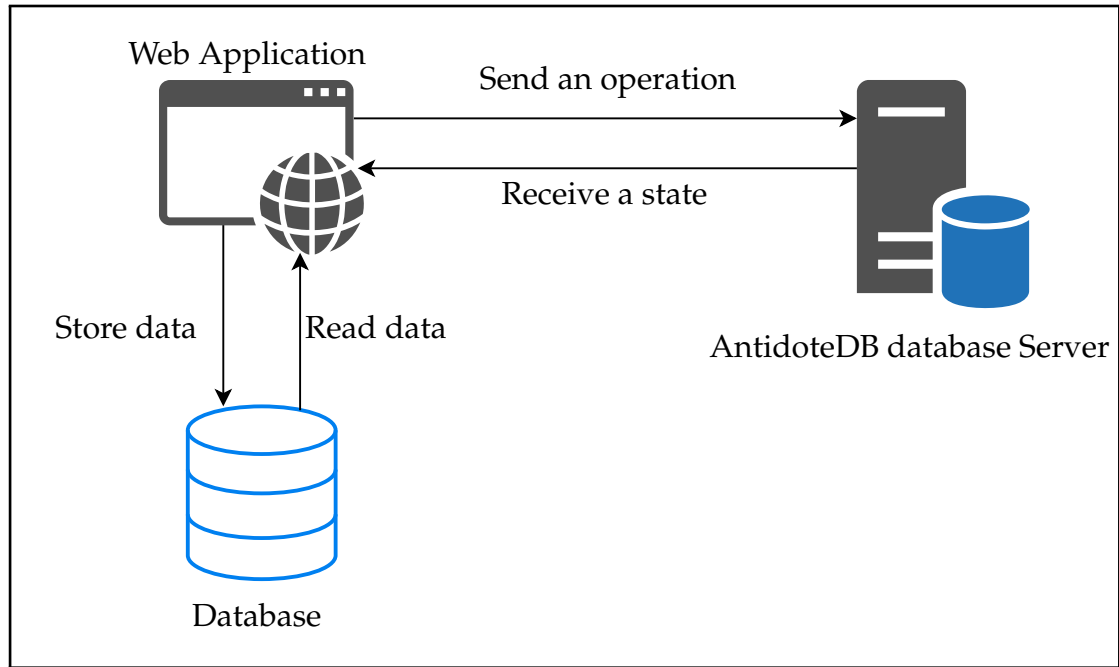 Web Application
Send an operation
Receive a state
Store data
Read data
AntidoteDB database Server
Database